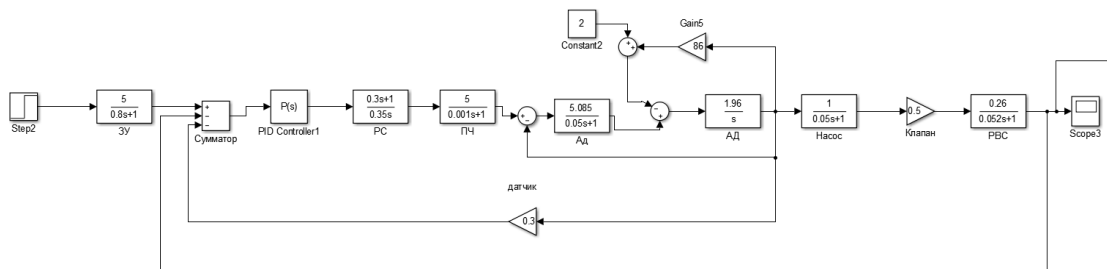 2
Constant2
Gain5
86
Step2
5
0.8s+1
ЗУ
+
−
−
Сумматор
P(s)
PID Controller1
0.3s+1
0.35s
РС
5
0.001s+1
ПЧ
+
−
5.085
0.05s+1
Ад
+
+
−
+
1.96
s
АД
1
0.05s+1
Насос
0.5
Клапан
0.26
0.052s+1
РВС
Scope3
датчик
0.3